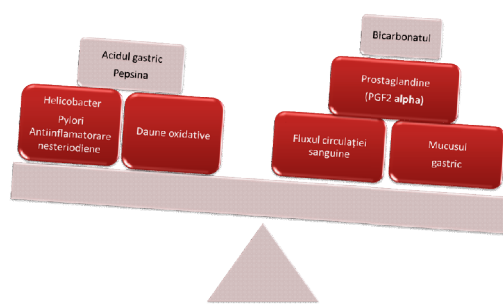 Acidul gastric
Pepsina
Helicobacter
Pylori
Antiinflamatorare
nesteriodiene
Daune oxidative
Bicarbonatul
Prostaglandine
(PGF2 alpha)
Fluxul circulației
sanguine
Mucusul
gastric